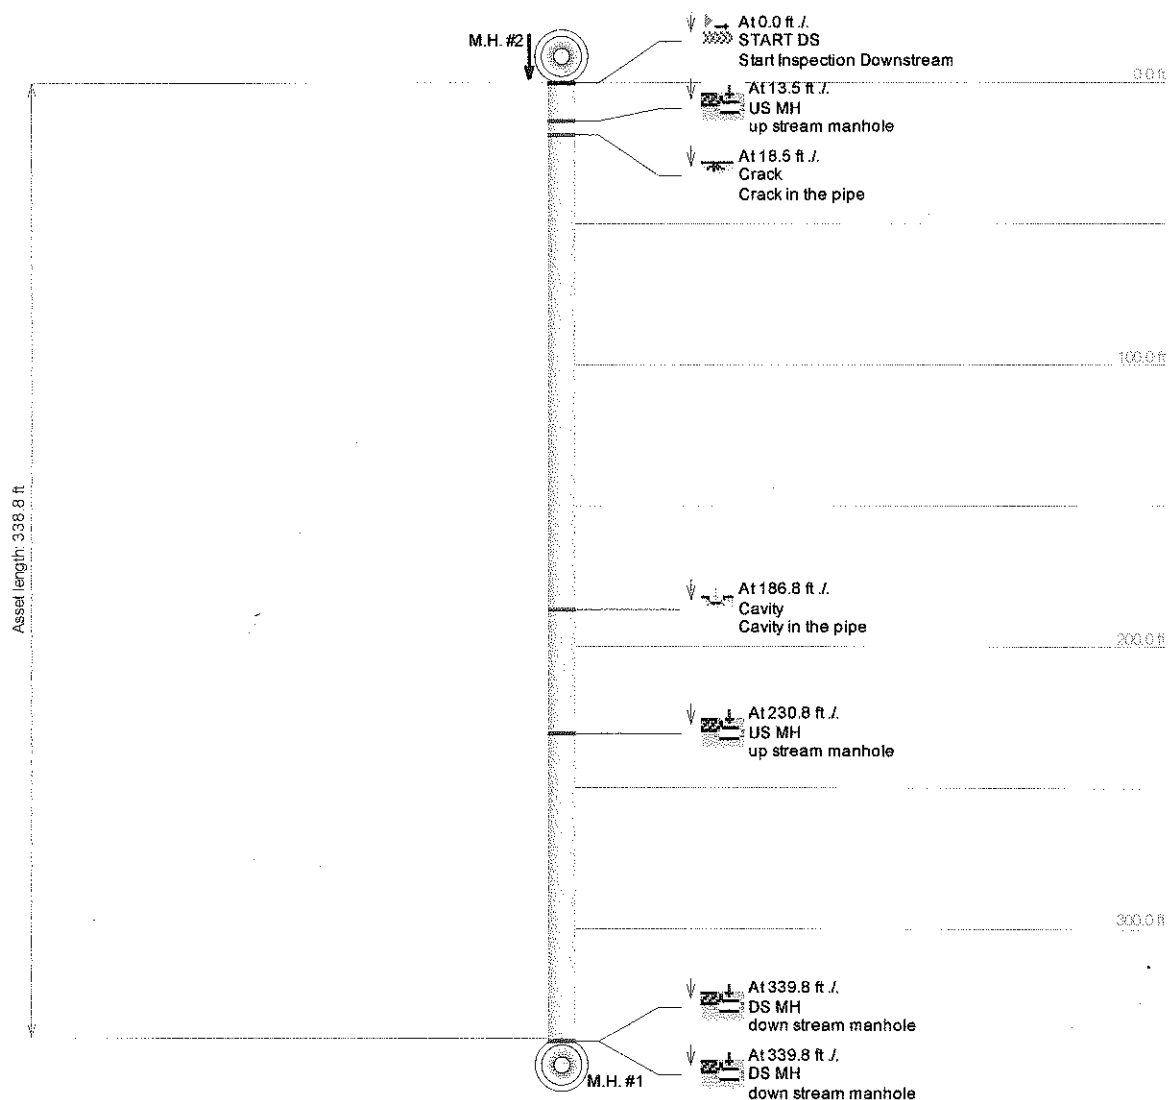 M.H. #2
At 0.0 ft ./.
START DS
Start Inspection Downstream
0.0 ft
At 13.5 ft ./.
US MH
up stream manhole
At 18.5 ft ./.
Crack
Crack in the pipe
100.0 ft
Asset length: 338.8 ft
At 186.8 ft ./.
Cavity
Cavity in the pipe
200.0 ft
At 230.8 ft ./.
US MH
up stream manhole
300.0 ft
At 339.8 ft ./.
DS MH
down stream manhole
At 339.8 ft ./.
DS MH
down stream manhole
M.H. #1